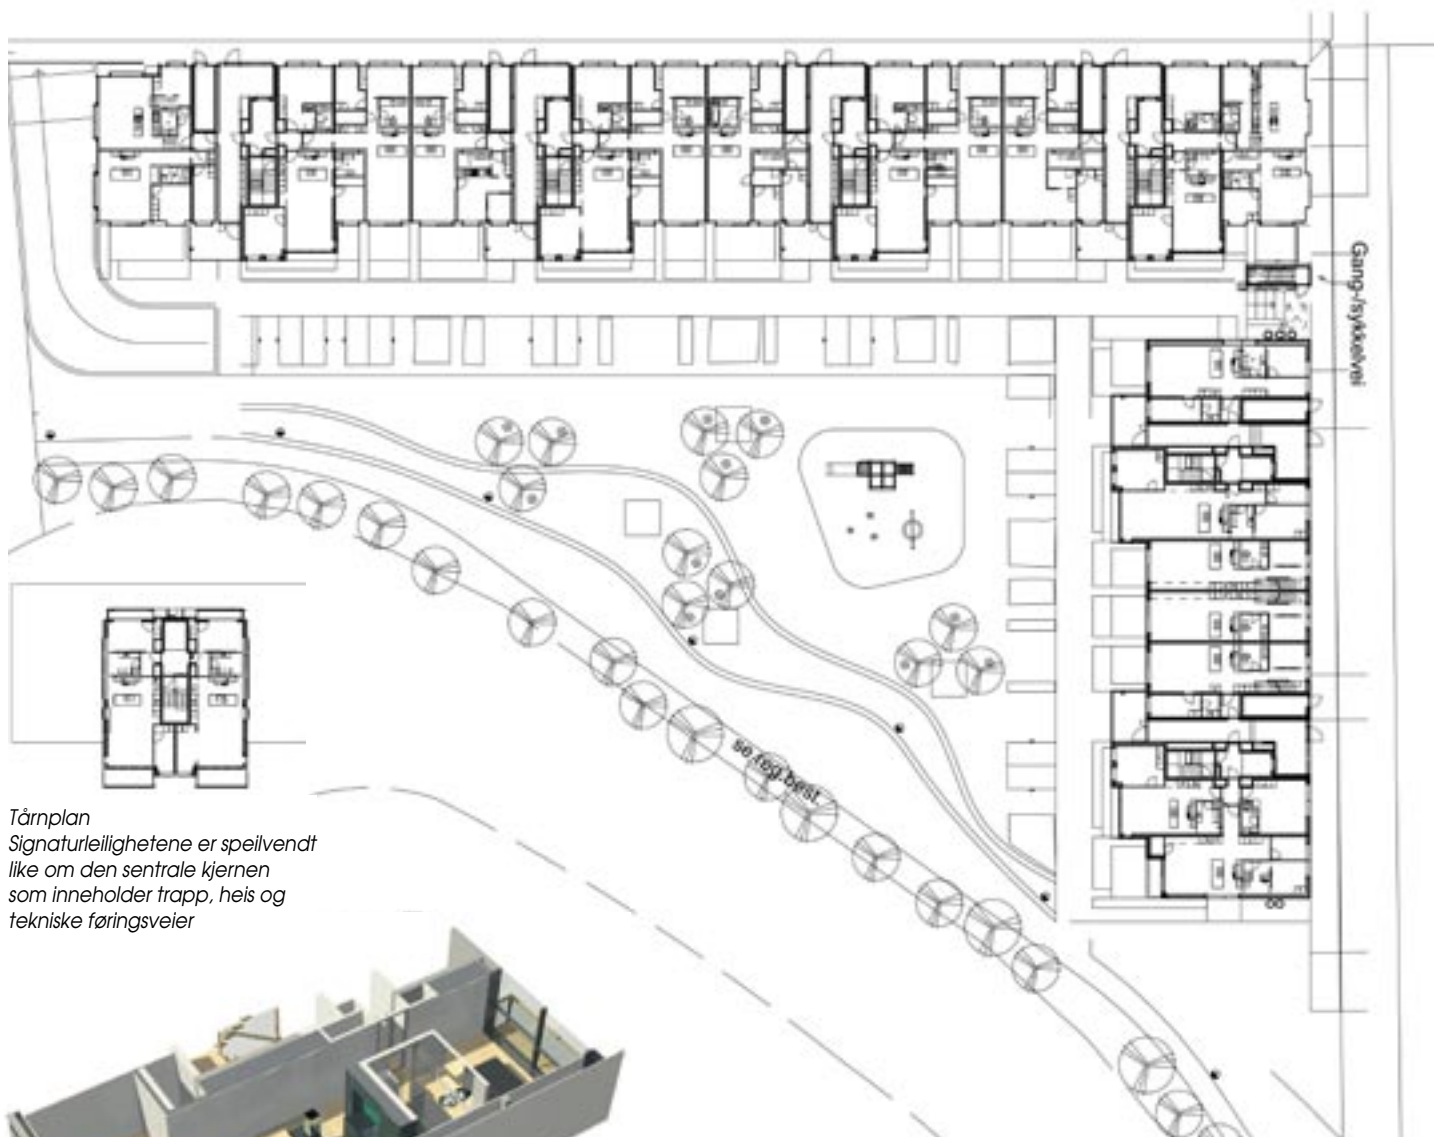 Gang-/sykkelvei
se reg.best.
Tårnplan
Signaturleilighetene er speilvendt
like om den sentrale kjernen
som inneholder trapp, heis og
tekniske føringsveier